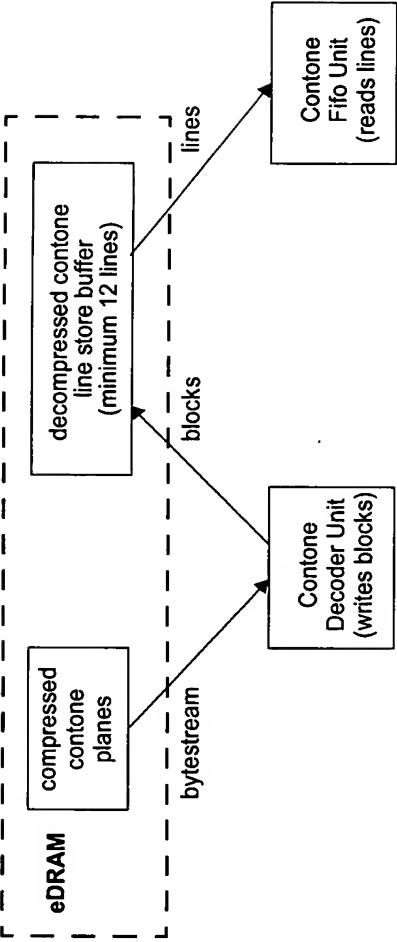 eDRAM
compressed
contone
planes
decompressed contone
line store buffer
(minimum 12 lines)
bytestream
blocks
lines
Contone
Decoder Unit
(writes blocks)
Contone
Fifo Unit
(reads lines)